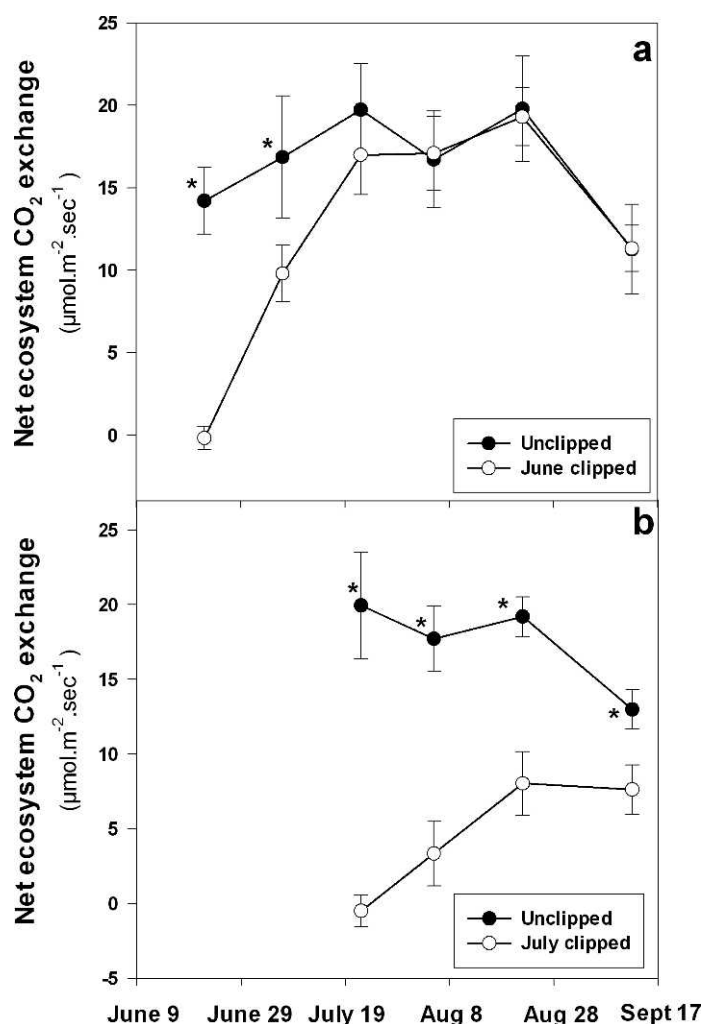 a
25
20
15
10
5
0
Net ecosystem CO₂ exchange
(µmol.m⁻².sec⁻¹)
*
*
Unclipped
June clipped
b
25
20
15
10
5
0
-5
Net ecosystem CO₂ exchange
(µmol.m⁻².sec⁻¹)
*
*
*
*
Unclipped
July clipped
June 9 June 29 July 19 Aug 8 Aug 28 Sept 17